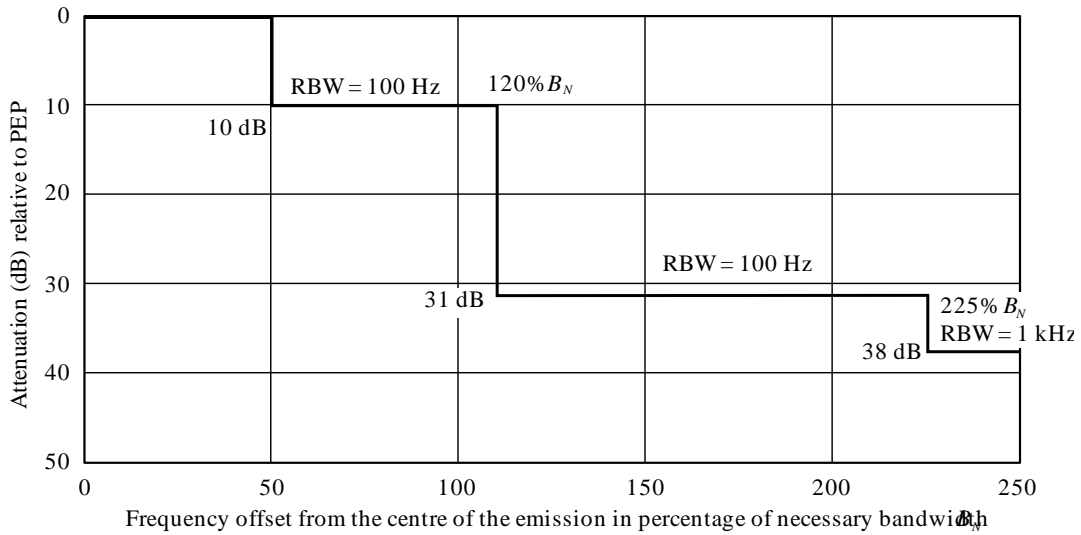 0
RBW = 100 Hz
120% B_N
10
10 dB
20
RBW = 100 Hz
30
31 dB
225% B_N
RBW = 1 kHz
38 dB
40
50
0 50 100 150 200 250
Attenuation (dB) relative to PEP
Frequency offset from the centre of the emission in percentage of necessary bandwidth B_N